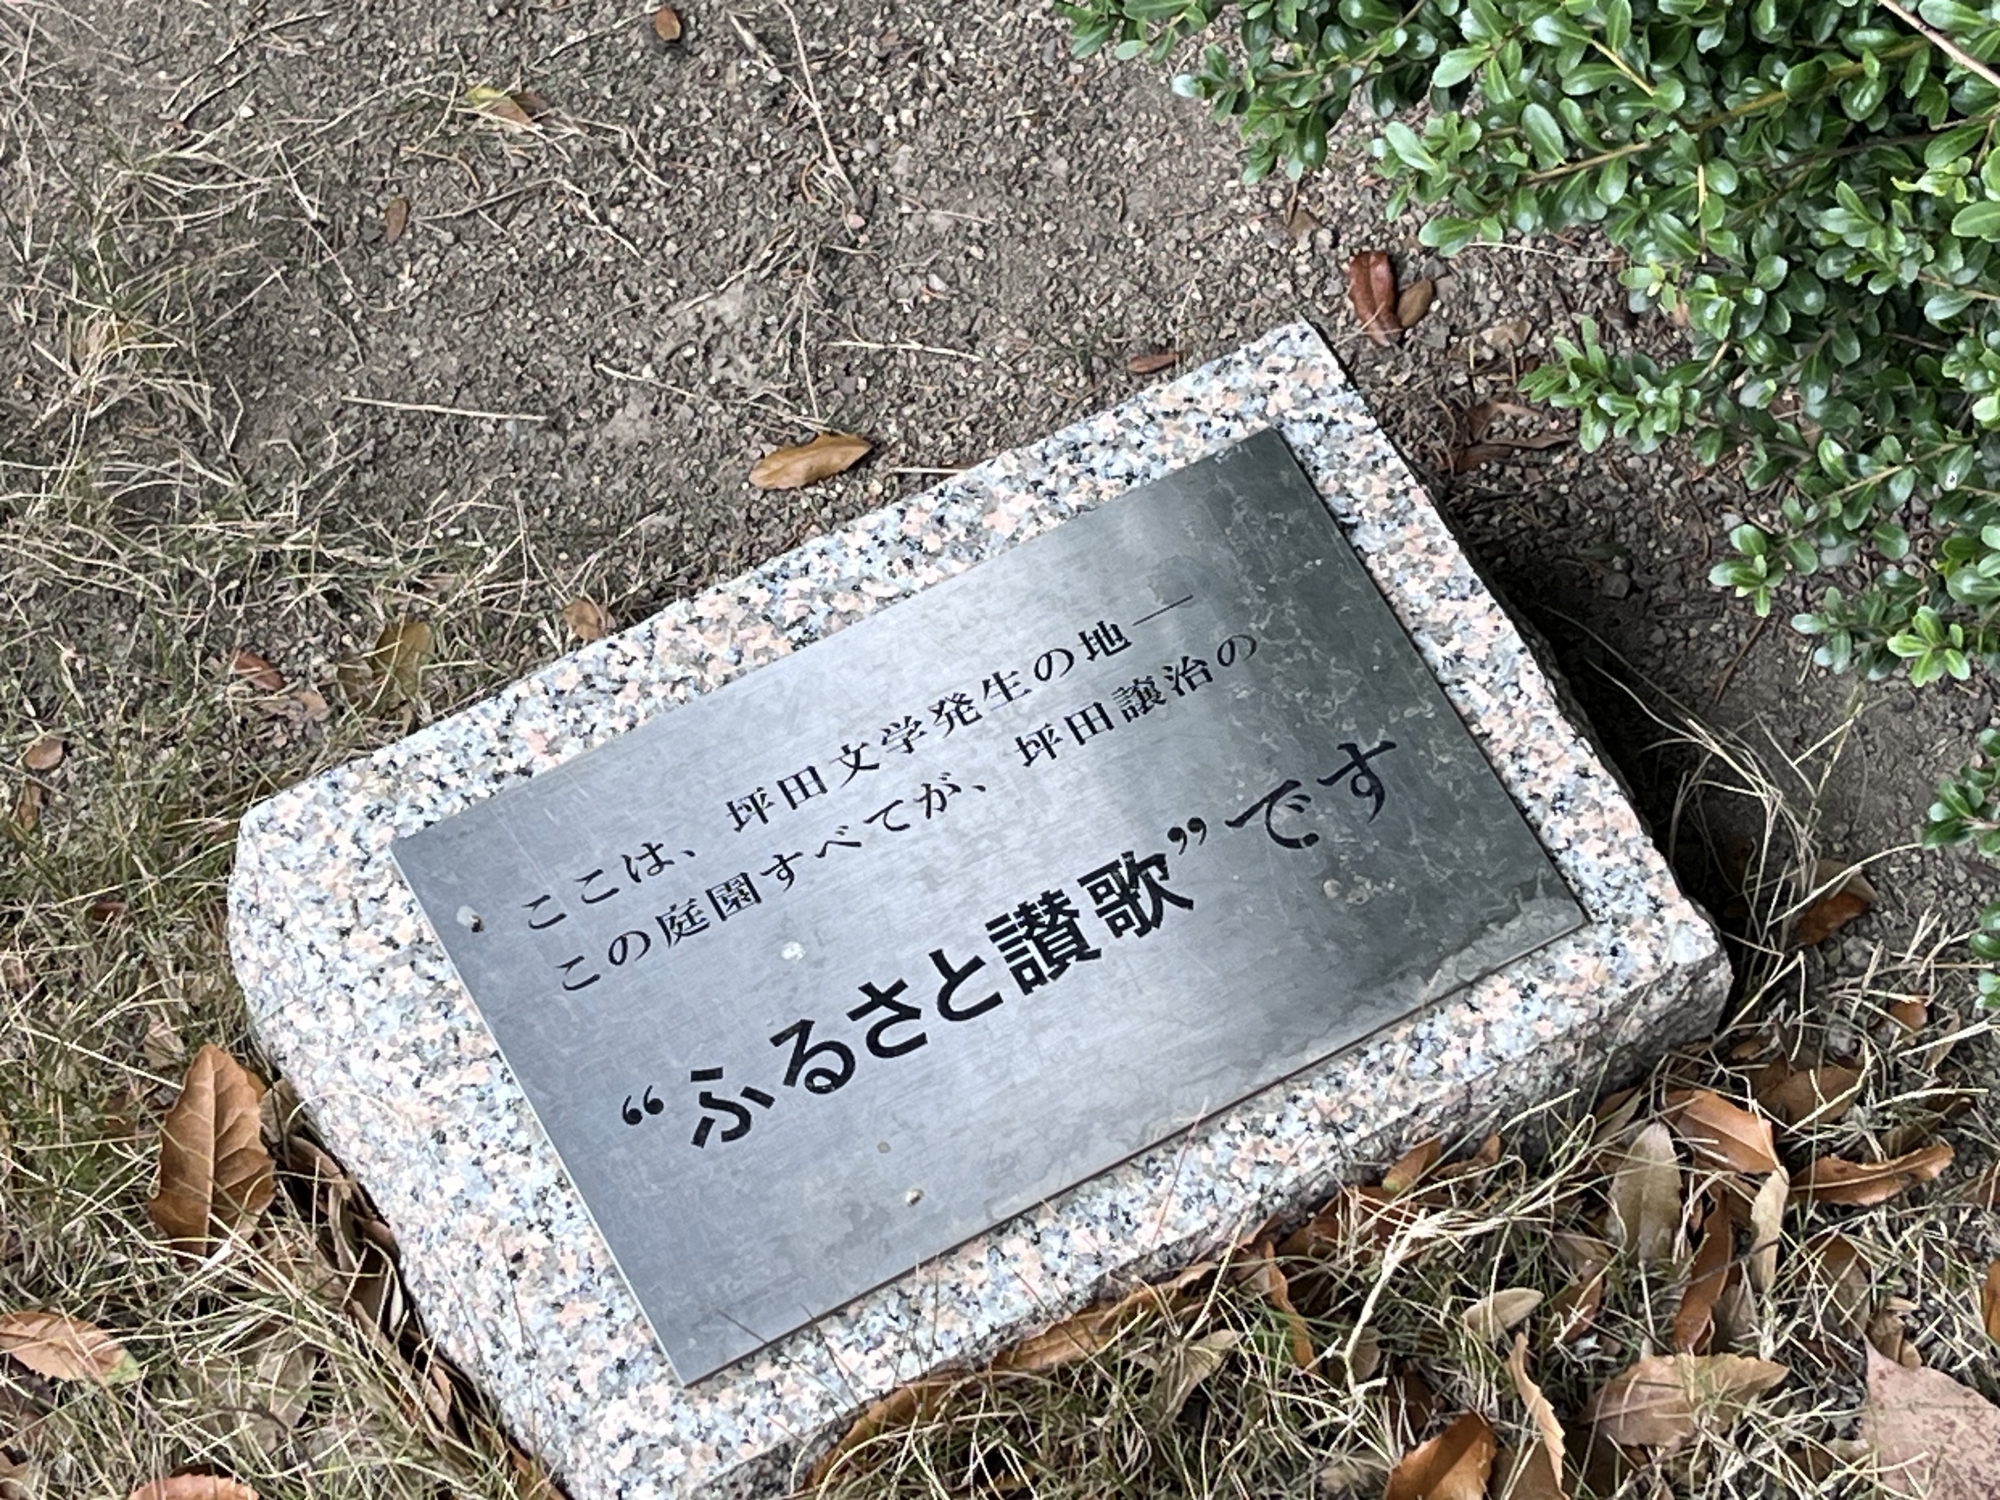 ここは、坪田文学発生の地―
この庭園すべてが、坪田譲治の
“ふるさと讃歌”です